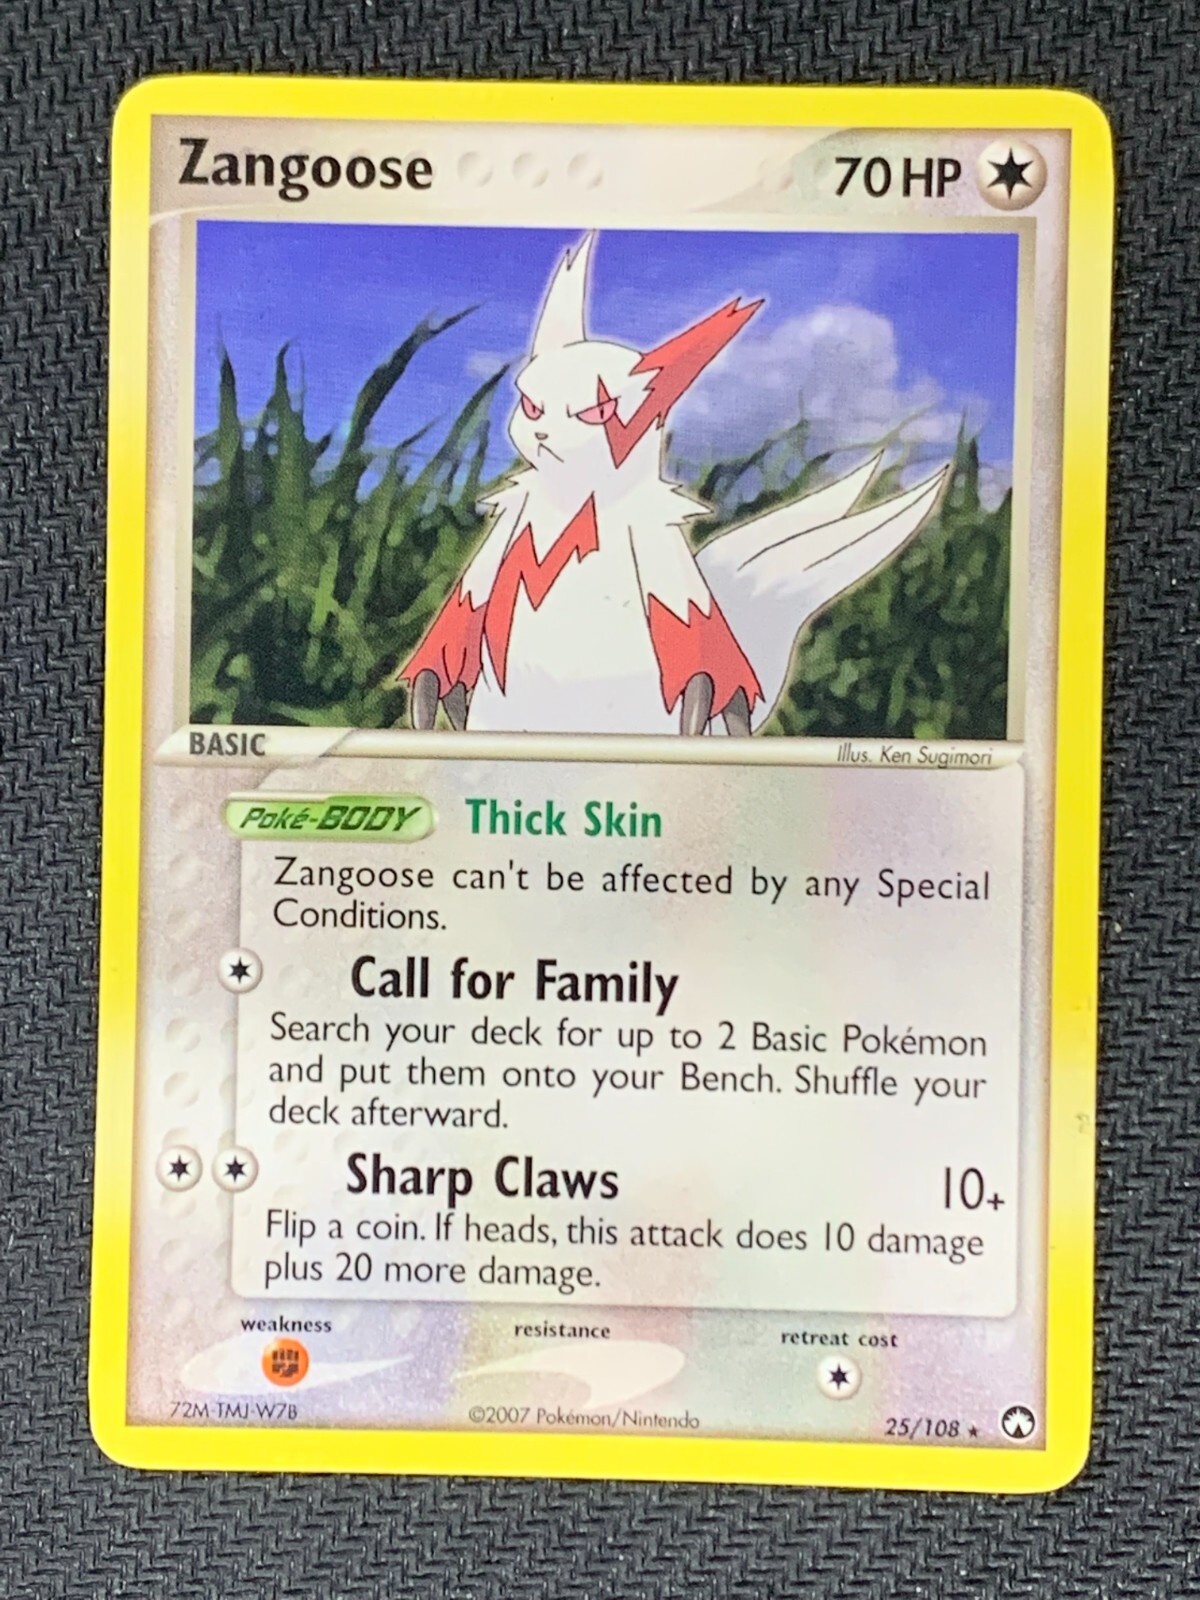 Zangoose 70 HP
BASIC Illus. Ken Sugimori
Poké-BODY Thick Skin
Zangoose can't be affected by any Special
Conditions.
Call for Family
Search your deck for up to 2 Basic Pokémon
and put them onto your Bench. Shuffle your
deck afterward.
Sharp Claws 10+
Flip a coin. If heads, this attack does 10 damage
plus 20 more damage.
weakness resistance retreat cost
72M-TMJ-W7B ©2007 Pokémon/Nintendo 25/108 ★